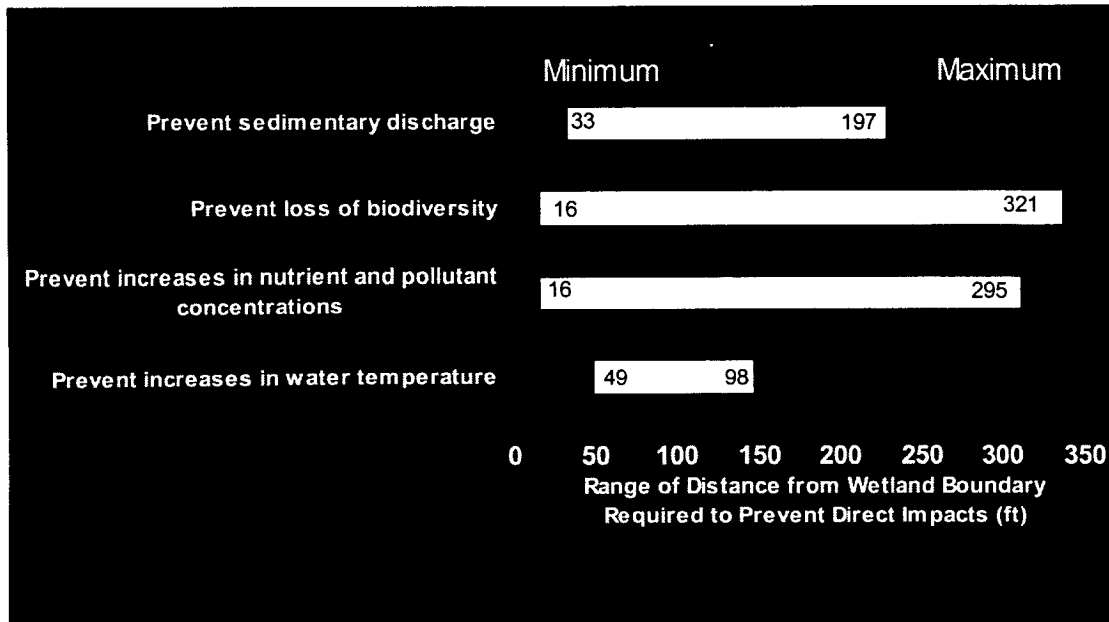 Minimum Maximum
Prevent sedimentary discharge 33 197
Prevent loss of biodiversity 16 321
Prevent increases in nutrient and pollutant
concentrations 16 295
Prevent increases in water temperature 49 98
0 50 100 150 200 250 300 350
Range of Distance from Wetland Boundary
Required to Prevent Direct Impacts (ft)